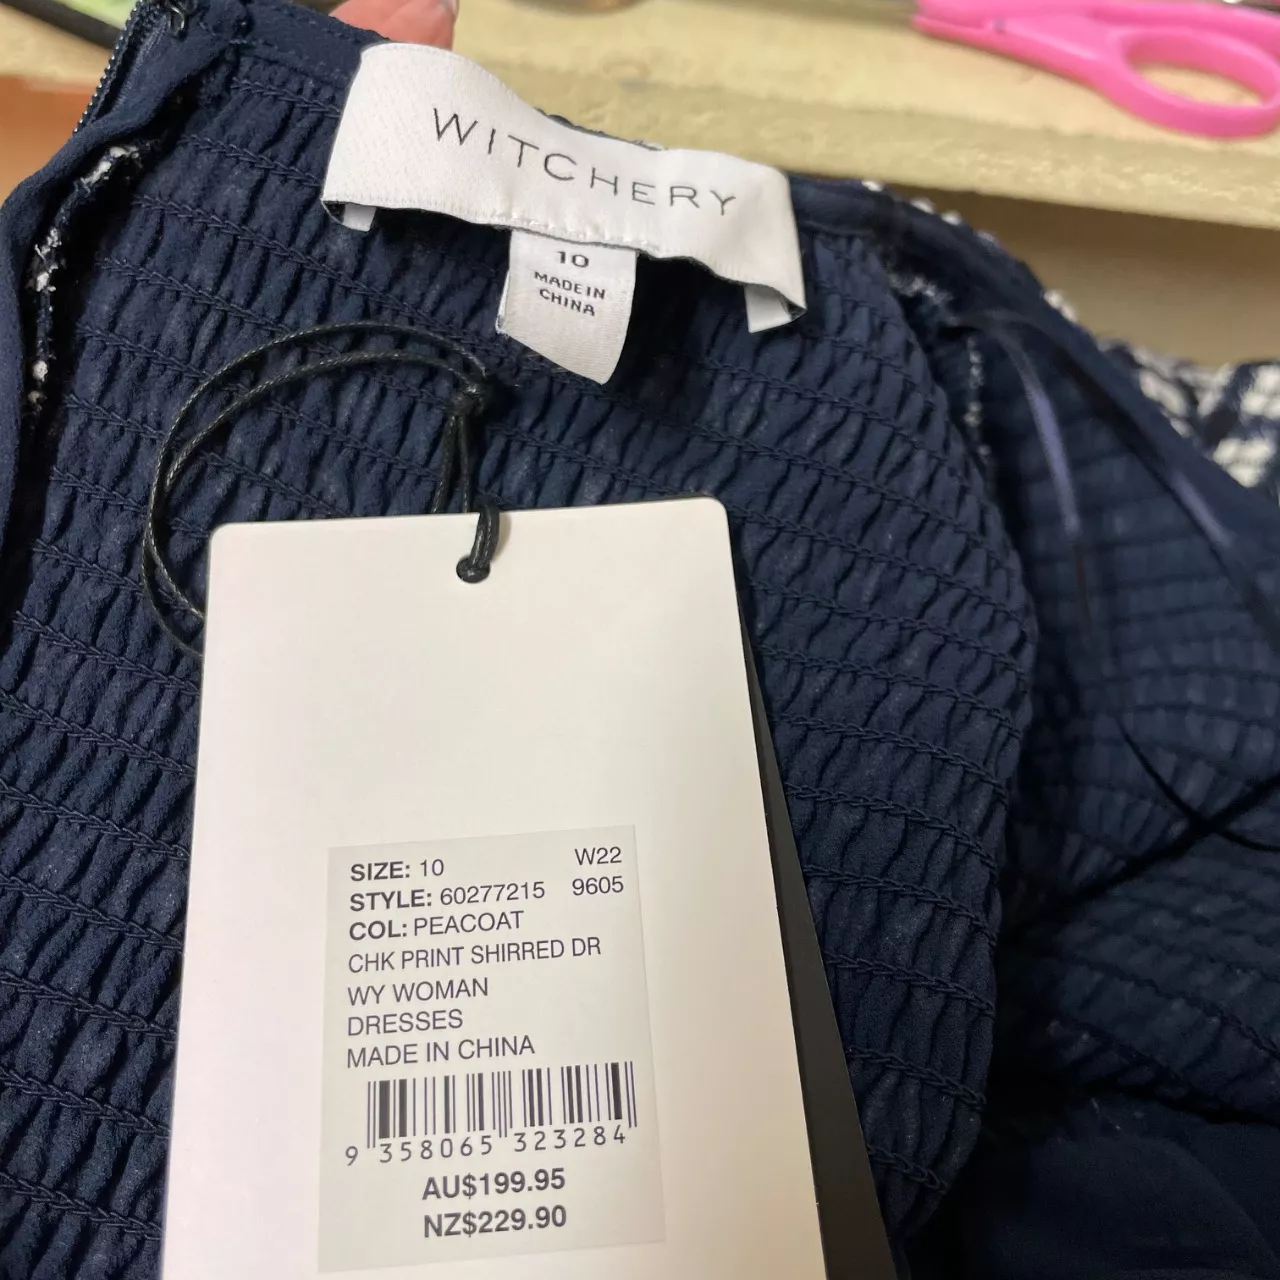 WITCHERY
10
MADE IN
CHINA
SIZE: 10 W22
STYLE: 60277215 9605
COL: PEACOAT
CHK PRINT SHIRRED DR
WY WOMAN
DRESSES
MADE IN CHINA
9 358065 323284
AU$199.95
NZ$229.90